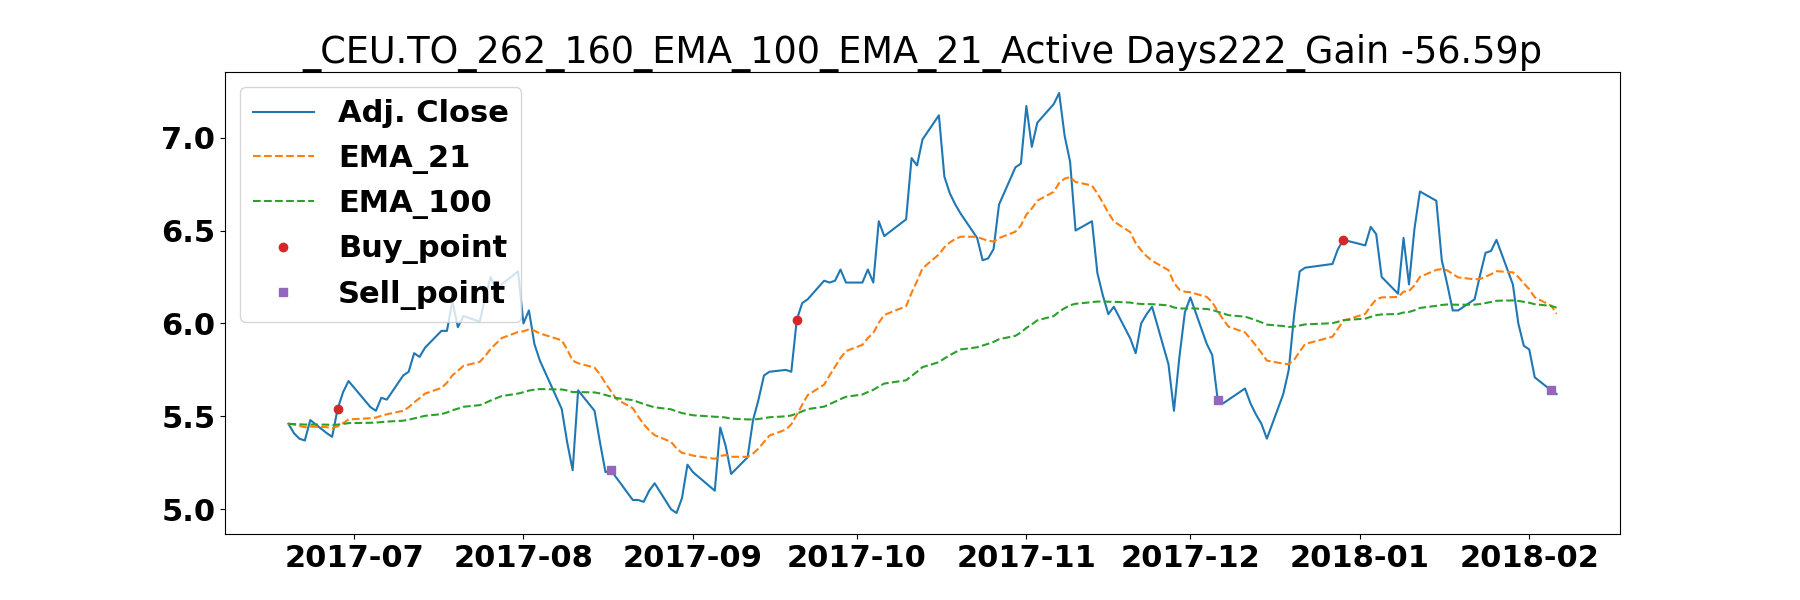 _CEU.TO_262_160_EMA_100_EMA_21_Active Days222_Gain -56.59p
Adj. Close
EMA_21
EMA_100
Buy_point
Sell_point
7.0
6.5
6.0
5.5
5.0
2017-07 2017-08 2017-09 2017-10 2017-11 2017-12 2018-01 2018-02